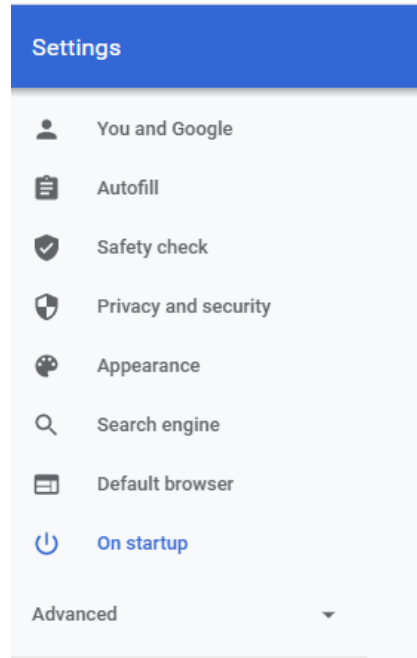 Settings
You and Google
Autofill
Safety check
Privacy and security
Appearance
Search engine
Default browser
On startup
Advanced